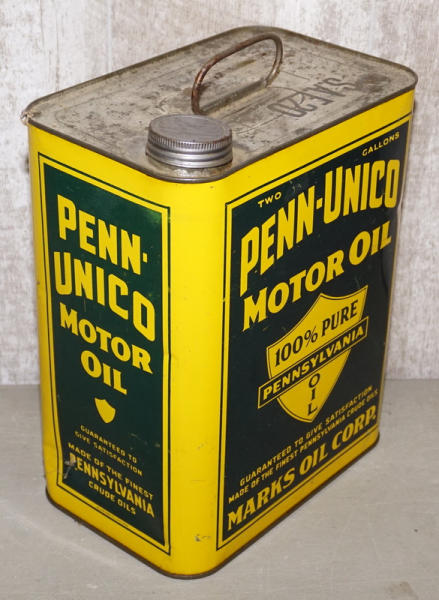 S.A.E. 20
PENN-
UNICO
MOTOR
OIL
GUARANTEED TO
GIVE SATISFACTION
MADE OF THE FINEST
PENNSYLVANIA
CRUDE OILS
TWO GALLONS
PENN-UNICO
MOTOR OIL
100% PURE
PENNSYLVANIA
OIL
GUARANTEED TO GIVE SATISFACTION
MADE OF THE FINEST PENNSYLVANIA CRUDE OILS
MARKS OIL CORP.